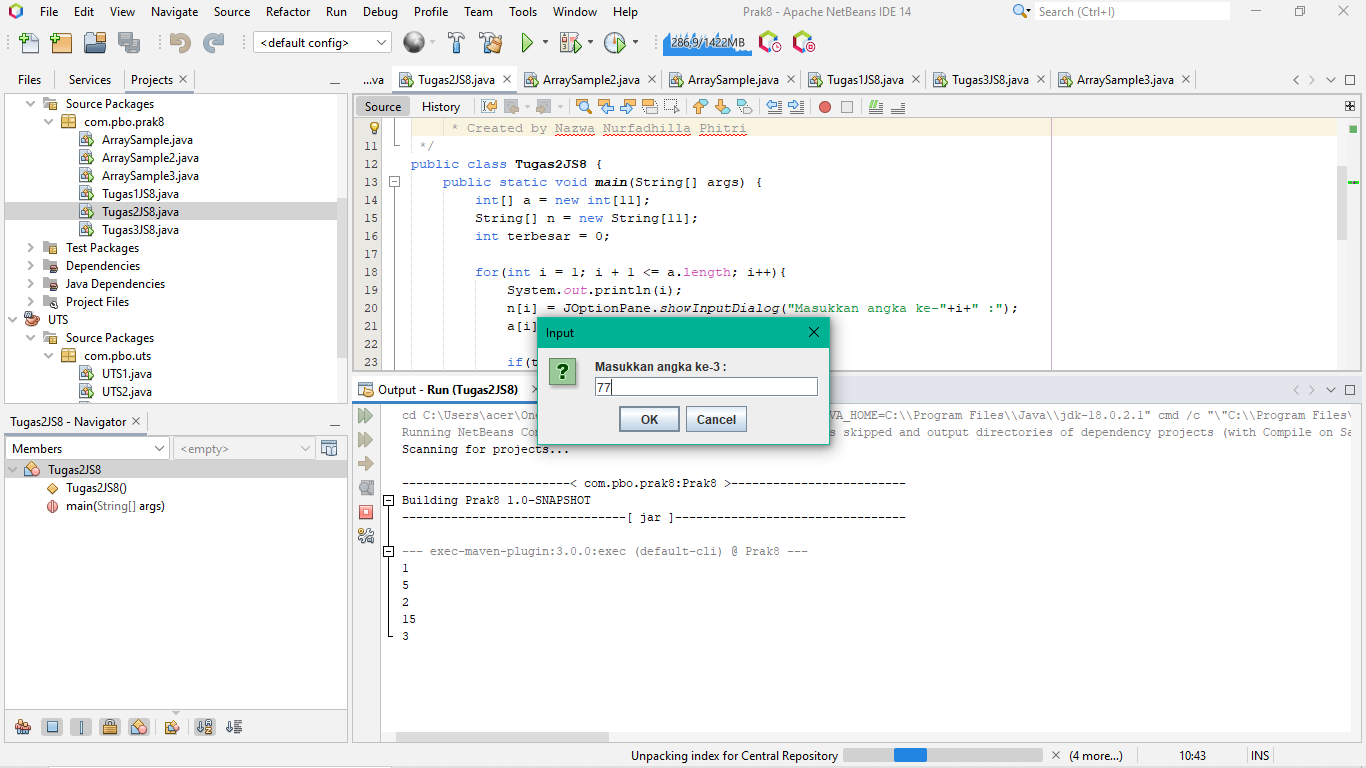 File Edit View Navigate Source Refactor Run Debug Profile Team Tools Window Help
Prak8 - Apache NetBeans IDE 14
Search (Ctrl+I)
<default config>
286,9/1422MB
Files Services Projects
...va Tugas2JS8.java ArraySample2.java ArraySample.java Tugas1JS8.java Tugas3JS8.java ArraySample3.java
Source History
Source Packages
com.pbo.prak8
ArraySample.java
ArraySample2.java
ArraySample3.java
Tugas1JS8.java
Tugas2JS8.java
Tugas3JS8.java
Test Packages
Dependencies
Java Dependencies
Project Files
UTS
Source Packages
com.pbo.uts
UTS1.java
UTS2.java
* Created by Nazwa Nurfadhilla Phitri
11 */
12 public class Tugas2JS8 {
13 public static void main(String[] args) {
14 int[] a = new int[11];
15 String[] n = new String[11];
16 int terbesar = 0;
17
18 for(int i = 1; i + 1 <= a.length; i++){
19 System.out.println(i);
20 n[i] = JOptionPane.showInputDialog("Masukkan angka ke-"+i+" :");
21 a[i]
22
23 if(t
Input
Masukkan angka ke-3 :
77
OK Cancel
Tugas2JS8 - Navigator
Members <empty>
Tugas2JS8
Tugas2JS8()
main(String[] args)
Output - Run (Tugas2JS8)
cd C:\Users\acer\On VA_HOME=C:\\Program Files\\Java\\jdk-18.0.2.1" cmd /c "\"C:\\Program Files\
Running NetBeans Co s skipped and output directories of dependency projects (with Compile on Sa
Scanning for projects...
------------------------< com.pbo.prak8:Prak8 >-------------------------
Building Prak8 1.0-SNAPSHOT
--------------------------------[ jar ]---------------------------------
--- exec-maven-plugin:3.0.0:exec (default-cli) @ Prak8 ---
1
5
2
15
3
Unpacking index for Central Repository (4 more...) 10:43 INS